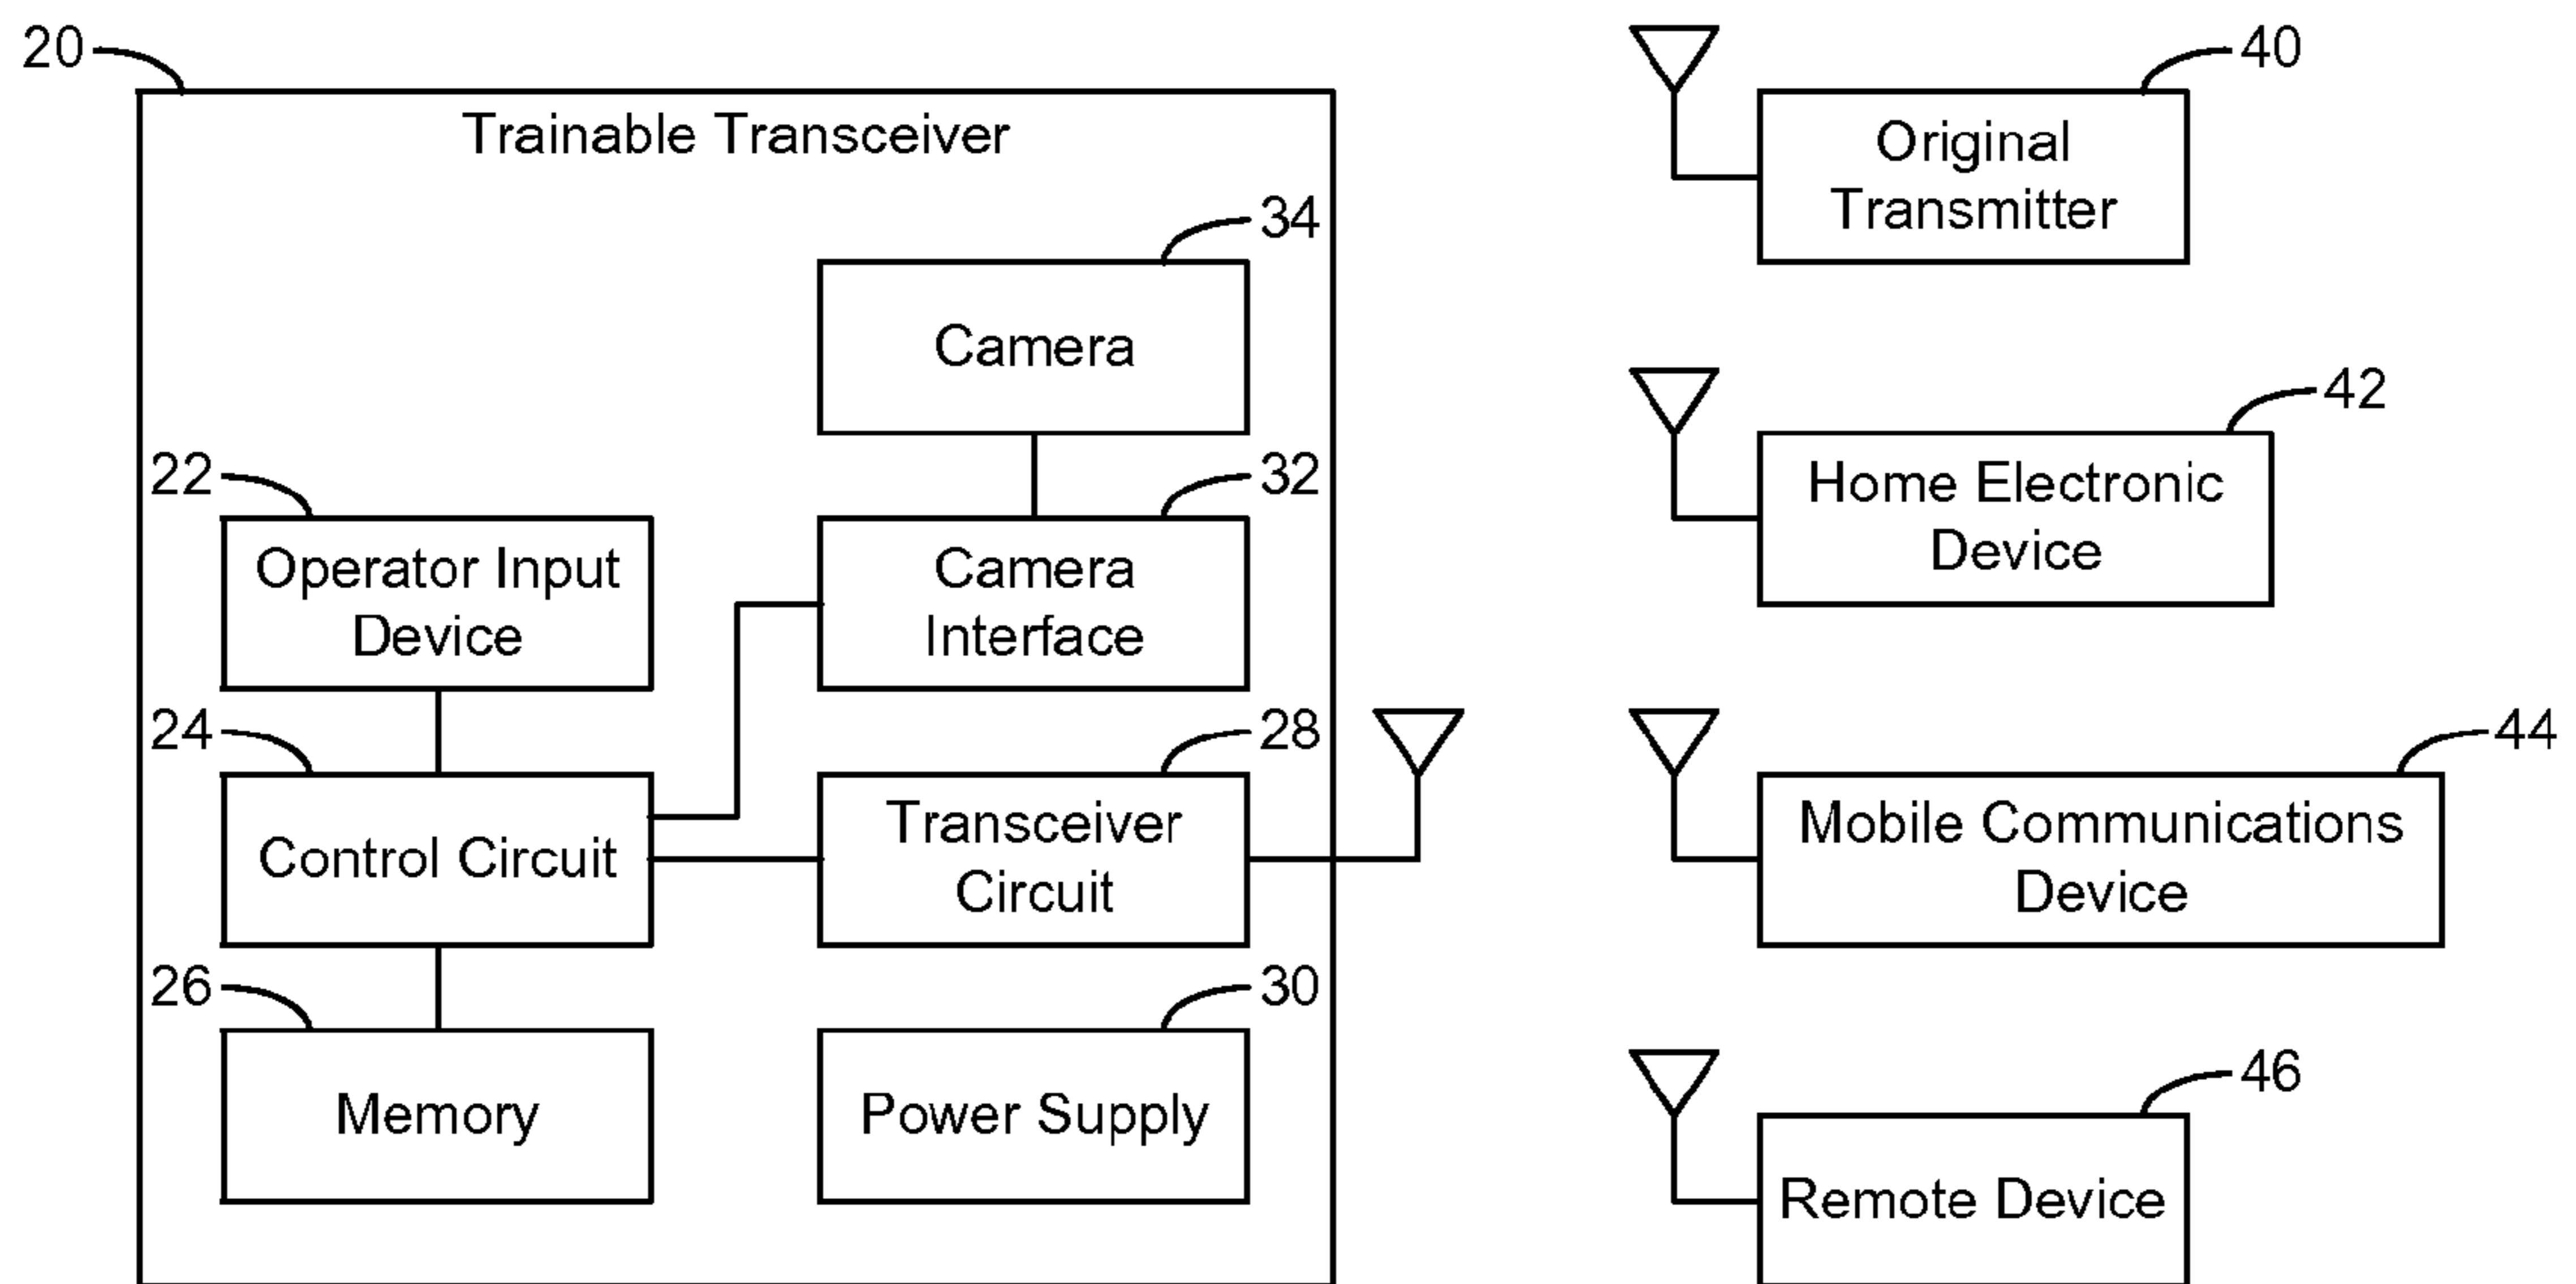 20
Trainable Transceiver
34
Camera
22
32
Operator Input
Device
Camera
Interface
24
28
Control Circuit
Transceiver
Circuit
26
30
Memory
Power Supply
40
Original
Transmitter
42
Home Electronic
Device
44
Mobile Communications
Device
46
Remote Device